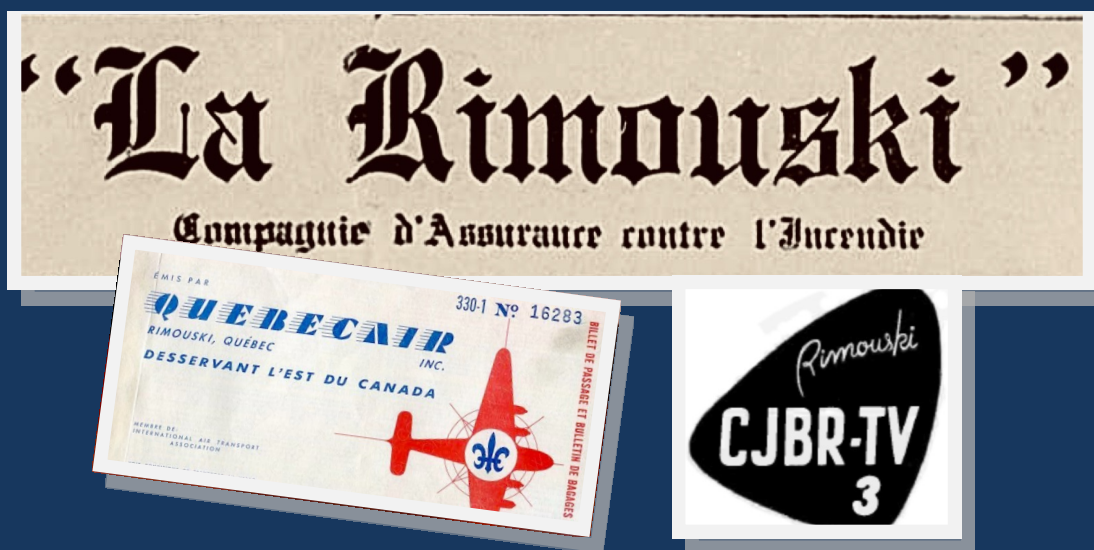 “La Rimouski”
Compagnie d'Assurance contre l'Incendie
ÉMIS PAR
QUEBECAIR
INC.
RIMOUSKI, QUÉBEC
DESSERVANT L'EST DU CANADA
330-1 Nº 16283
MEMBRE DE:
INTERNATIONAL AIR TRANSPORT
ASSOCIATION
BILLET DE PASSAGE ET BULLETIN DE BAGAGES
Rimouski
CJBR-TV
3